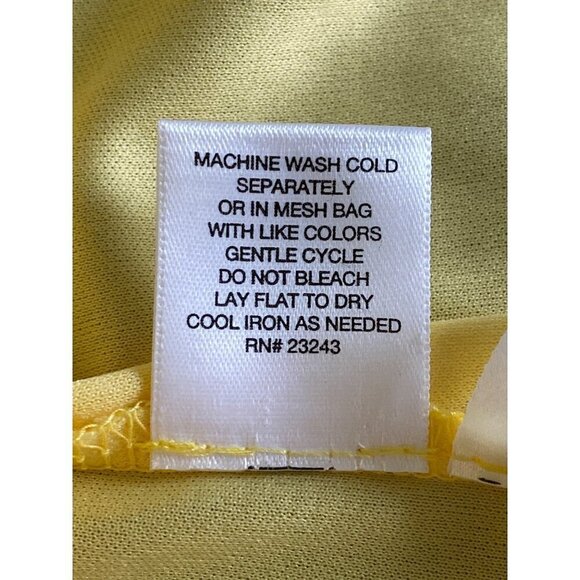 MACHINE WASH COLD
SEPARATELY
OR IN MESH BAG
WITH LIKE COLORS
GENTLE CYCLE
DO NOT BLEACH
LAY FLAT TO DRY
COOL IRON AS NEEDED
RN# 23243